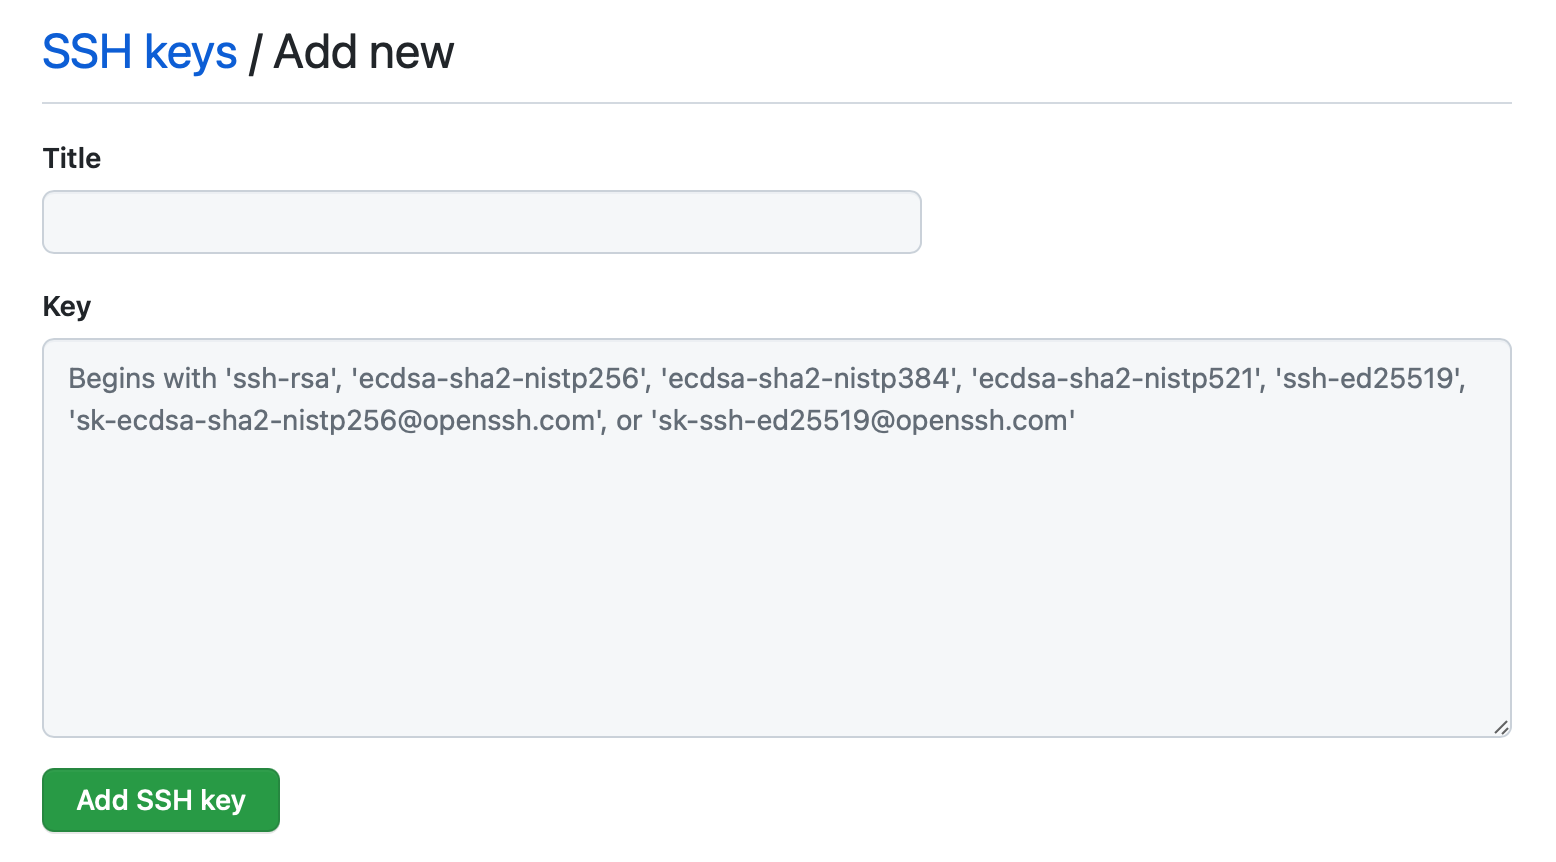 SSH keys / Add new
Title
Key
Begins with 'ssh-rsa', 'ecdsa-sha2-nistp256', 'ecdsa-sha2-nistp384', 'ecdsa-sha2-nistp521', 'ssh-ed25519',
'sk-ecdsa-sha2-nistp256@openssh.com', or 'sk-ssh-ed25519@openssh.com'
Add SSH key